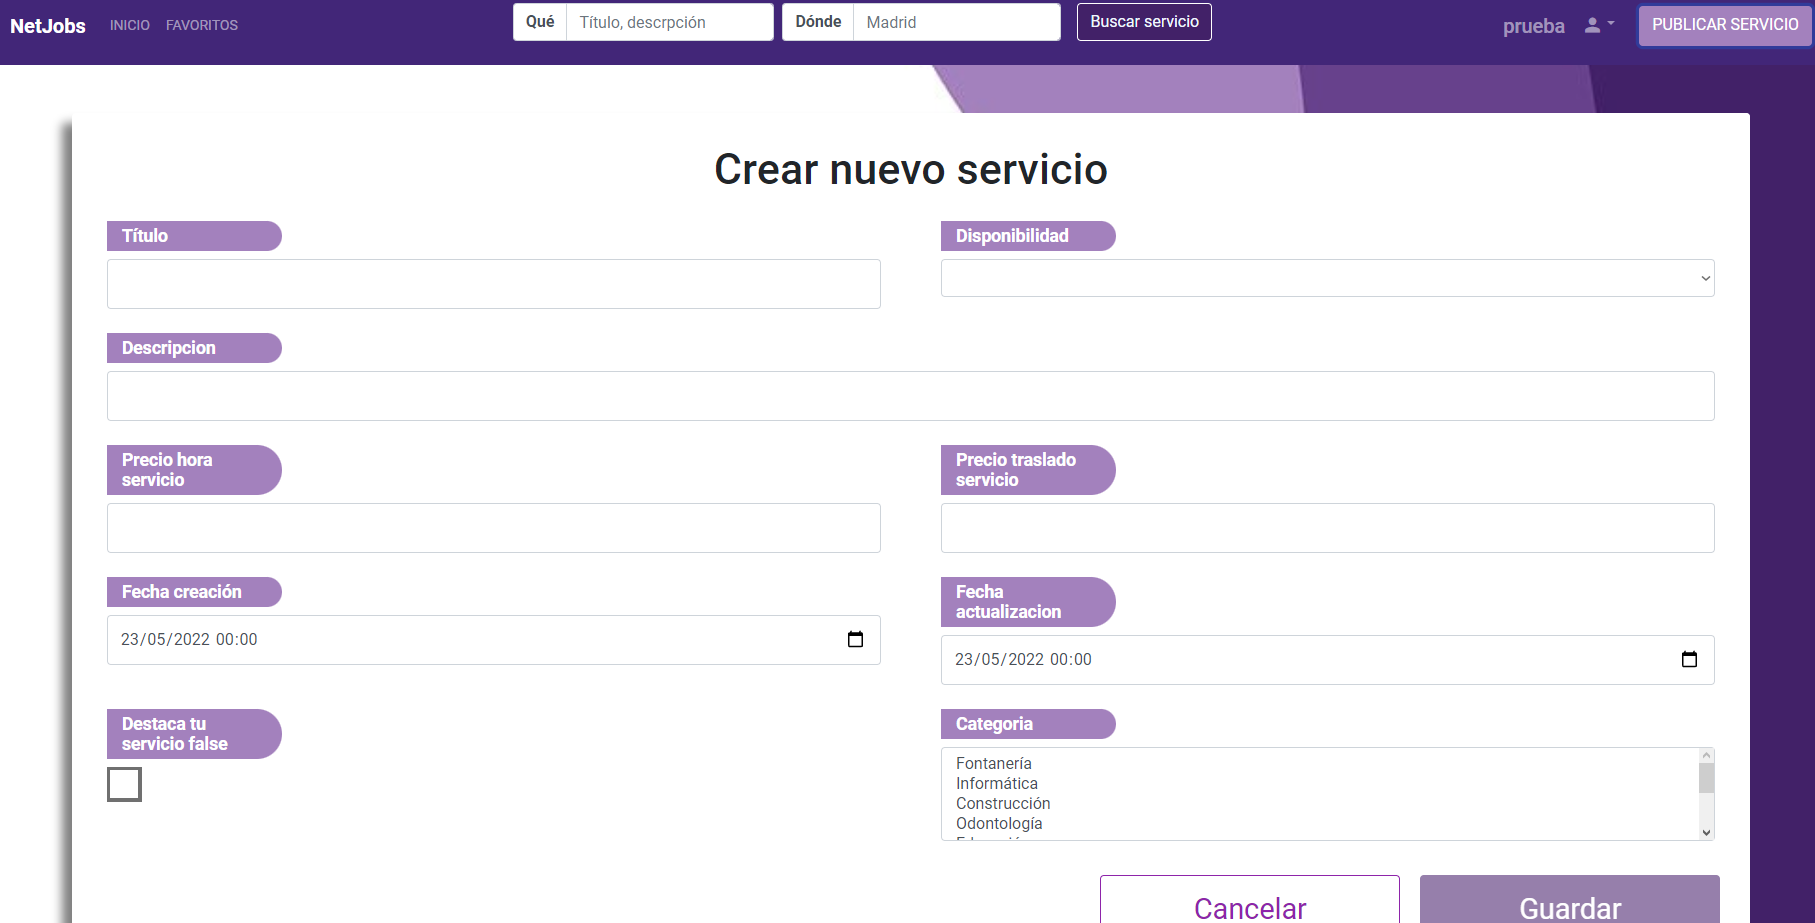 NetJobs INICIO FAVORITOS Qué Título, descrpción Dónde Madrid Buscar servicio prueba PUBLICAR SERVICIO
Crear nuevo servicio
Título
Disponibilidad
Descripcion
Precio hora
servicio
Precio traslado
servicio
Fecha creación
23/05/2022 00:00
Fecha
actualizacion
23/05/2022 00:00
Destaca tu
servicio false
Categoria
Fontanería
Informática
Construcción
Odontología
Cancelar
Guardar